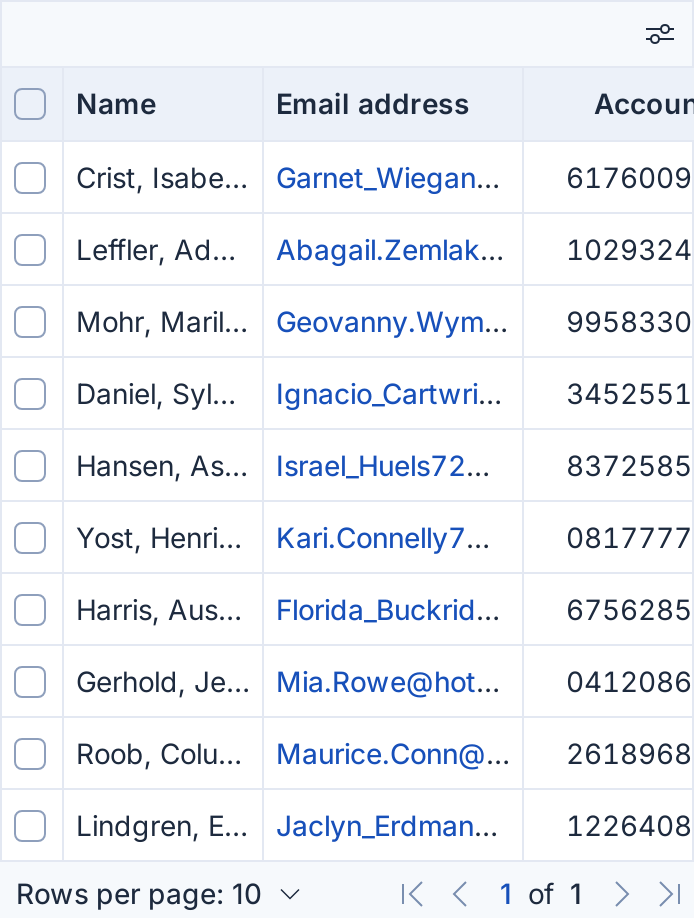 Name Email address Accoun
Crist, Isabe... Garnet_Wiegan... 6176009
Leffler, Ad... Abagail.Zemlak... 1029324
Mohr, Maril... Geovanny.Wym... 9958330
Daniel, Syl... Ignacio_Cartwri... 3452551
Hansen, As... Israel_Huels72... 8372585
Yost, Henri... Kari.Connelly7... 0817777
Harris, Aus... Florida_Buckrid... 6756285
Gerhold, Je... Mia.Rowe@hot... 0412086
Roob, Colu... Maurice.Conn@... 2618968
Lindgren, E... Jaclyn_Erdman... 1226408
Rows per page: 10 1 of 1